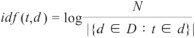 idf (t,d) = log N / |{d ∈ D : t ∈ d}|